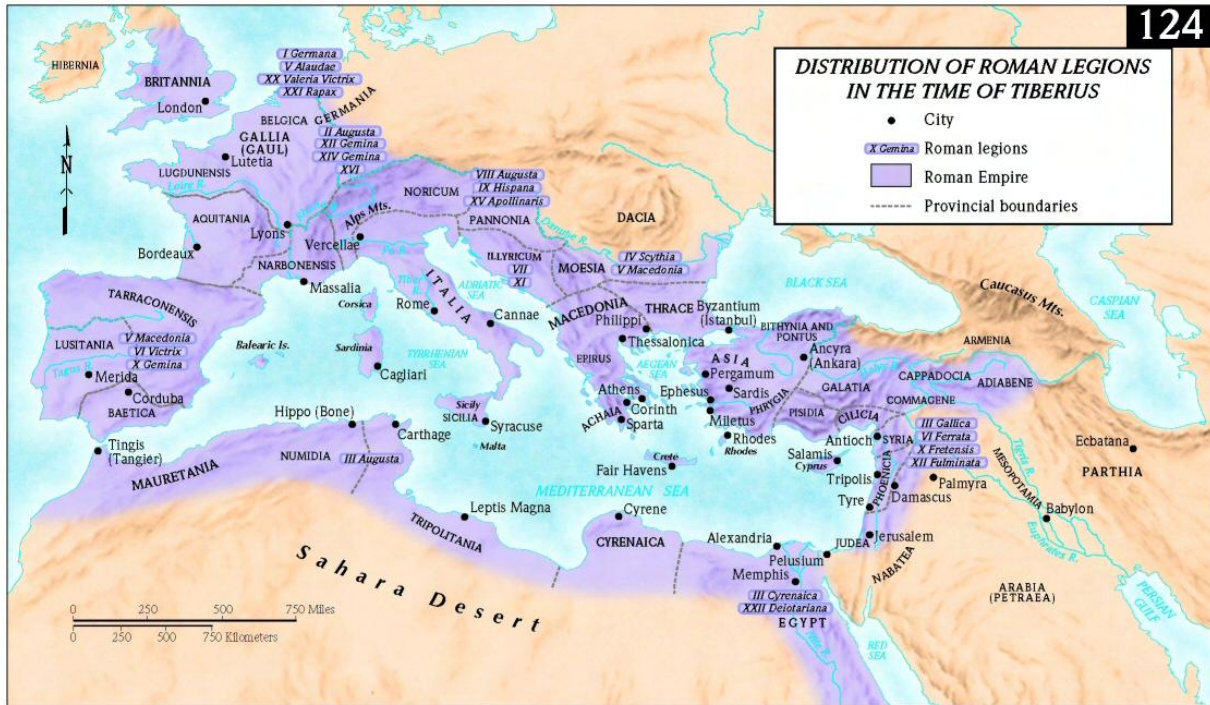 124
DISTRIBUTION OF ROMAN LEGIONS
IN THE TIME OF TIBERIUS
City
X Gemina
Roman legions
Roman Empire
Provincial boundaries
HIBERNIA
BRITANNIA
London
N
I Germana
V Alaudae
XX Valeria Victrix
XXI Rapax
BELGICA
GERMANIA
GALLIA
(GAUL)
Lutetia
LUGDUNENSIS
Loire R.
II Augusta
XII Gemina
XIV Gemina
XVI
AQUITANIA
Lyons
Bordeaux
Alps Mts.
Vercellae
NARBONENSIS
Massalia
NORICUM
VIII Augusta
IX Hispana
XV Apollinaris
PANNONIA
DACIA
Danube R.
ILLYRICUM
VII
XI
MOESIA
IV Scythia
V Macedonia
Po R.
Tiber
R.
ITALIA
ADRIATIC
SEA
Rome
Cannae
Corsica
Sardinia
Cagliari
TYRRHENIAN
SEA
TARRACONENSIS
LUSITANIA
V Macedonia
VI Victrix
X Gemina
Balearic Is.
Tagus R.
Merida
Corduba
BAETICA
Tingis
(Tangier)
MAURETANIA
Hippo (Bone)
NUMIDIA
Carthage
III Augusta
Sicily
SICILIA
Syracuse
Malta
MACEDONIA
THRACE
Byzantium
(Istanbul)
Philippi
Thessalonica
EPIRUS
AEGEAN
SEA
Athens
Corinth
ACHAIA
Sparta
BLACK SEA
Caucasus Mts.
CASPIAN
SEA
BITHYNIA AND
PONTUS
ARMENIA
Ancyra
(Ankara)
ASIA
Pergamum
Sardis
Ephesus
PHRYGIA
Miletus
GALATIA
CAPPADOCIA
ADIABENE
COMMAGENE
PISIDIA
CILICIA
Rhodes
Rhodes
Antioch
SYRIA
III Gallica
VI Ferrata
X Fretensis
XII Fulminata
Salamis
Cyprus
Crete
Fair Havens
Tripolis
PHOENICIA
Tyre
Damascus
Palmyra
MESOPOTAMIA
Ecbatana
PARTHIA
Babylon
Euphrates R.
MEDITERRANEAN SEA
Leptis Magna
TRIPOLITANIA
Cyrene
CYRENAICA
Alexandria
Pelusium
JUDEA
Jerusalem
NABATEA
Memphis
III Cyrenaica
XXII Deiotariana
EGYPT
Nile R.
RED
SEA
ARABIA
(PETRAEA)
PERSIAN
GULF
Sahara Desert
0 250 500 750 Miles
0 250 500 750 Kilometers